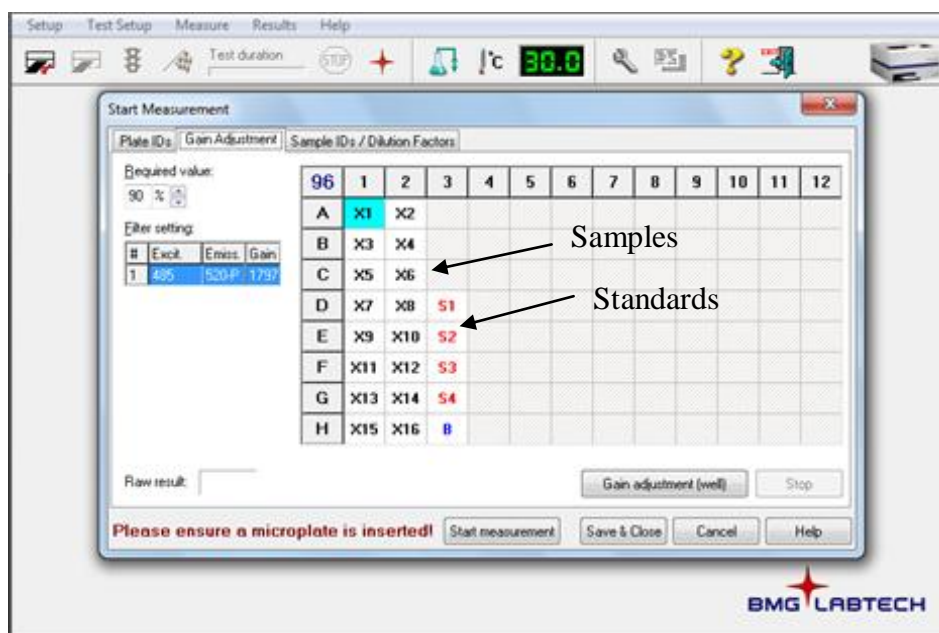 Setup Test Setup Measure Results Help
Test duration
STOP
°c 30.0
EXIT
Start Measurement
Plate IDs Gain Adjustment Sample IDs / Dilution Factors
Required value:
90 %
Filter setting:
# Excit. Emiss. Gain
1 485 520-P 1797
96 1 2 3 4 5 6 7 8 9 10 11 12
A X1 X2
B X3 X4
C X5 X6
D X7 X8 S1
E X9 X10 S2
F X11 X12 S3
G X13 X14 S4
H X15 X16 B
Samples
Standards
Raw result:
Gain adjustment (well) Stop
Please ensure a microplate is inserted! Start measurement Save & Close Cancel Help
BMG LABTECH